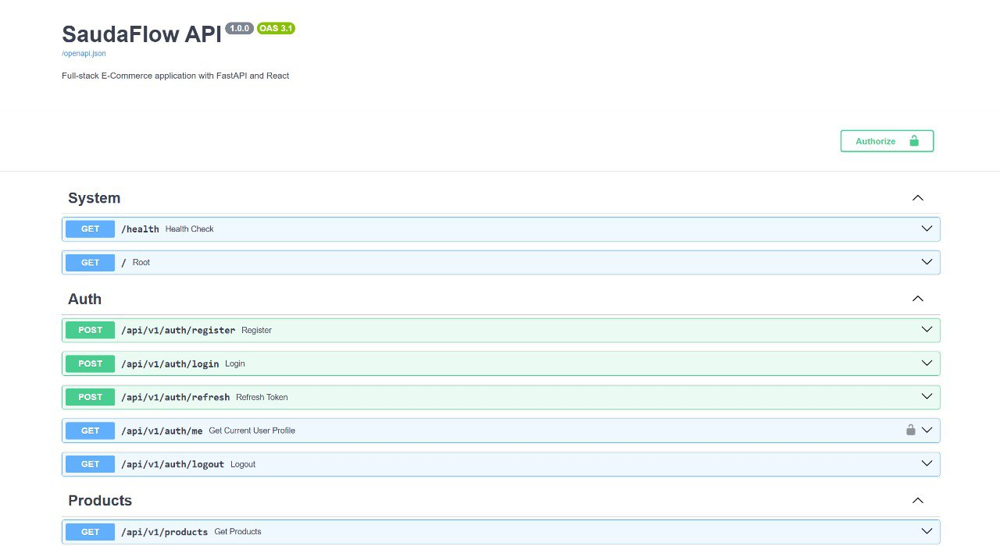 SaudaFlow API 1.0.0 OAS 3.1
/openapi.json
Full-stack E-Commerce application with FastAPI and React
Authorize
System
GET /health Health Check
GET / Root
Auth
POST /api/v1/auth/register Register
POST /api/v1/auth/login Login
POST /api/v1/auth/refresh Refresh Token
GET /api/v1/auth/me Get Current User Profile
GET /api/v1/auth/logout Logout
Products
GET /api/v1/products Get Products